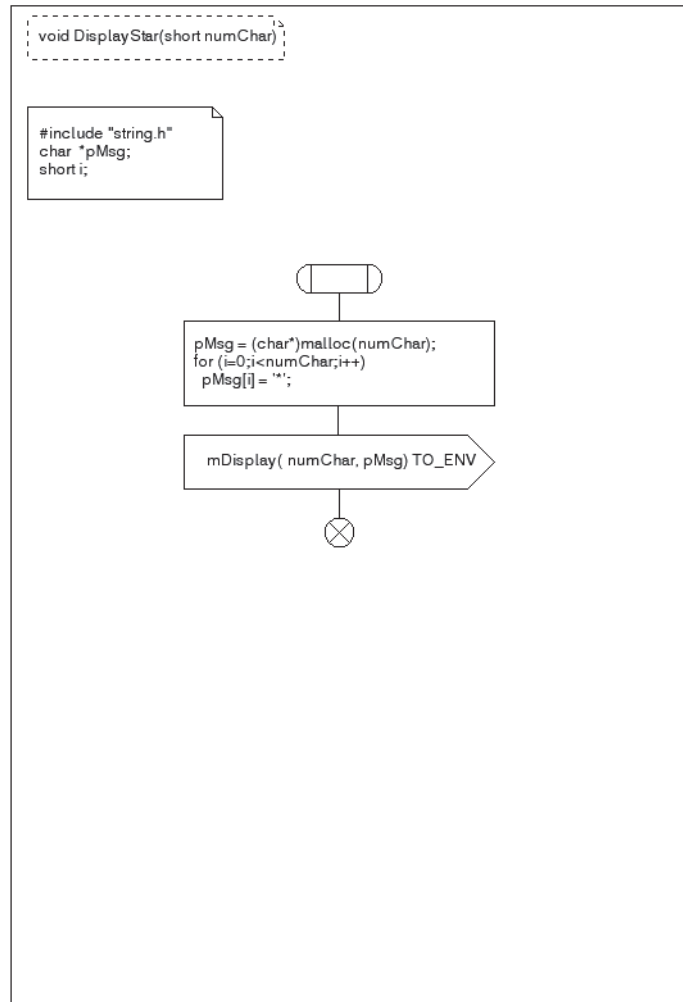 void DisplayStar(short numChar)
#include "string.h"
char *pMsg;
short i;
pMsg = (char*)malloc(numChar);
for (i=0;i<numChar;i++)
pMsg[i] = '*';
mDisplay( numChar, pMsg) TO_ENV